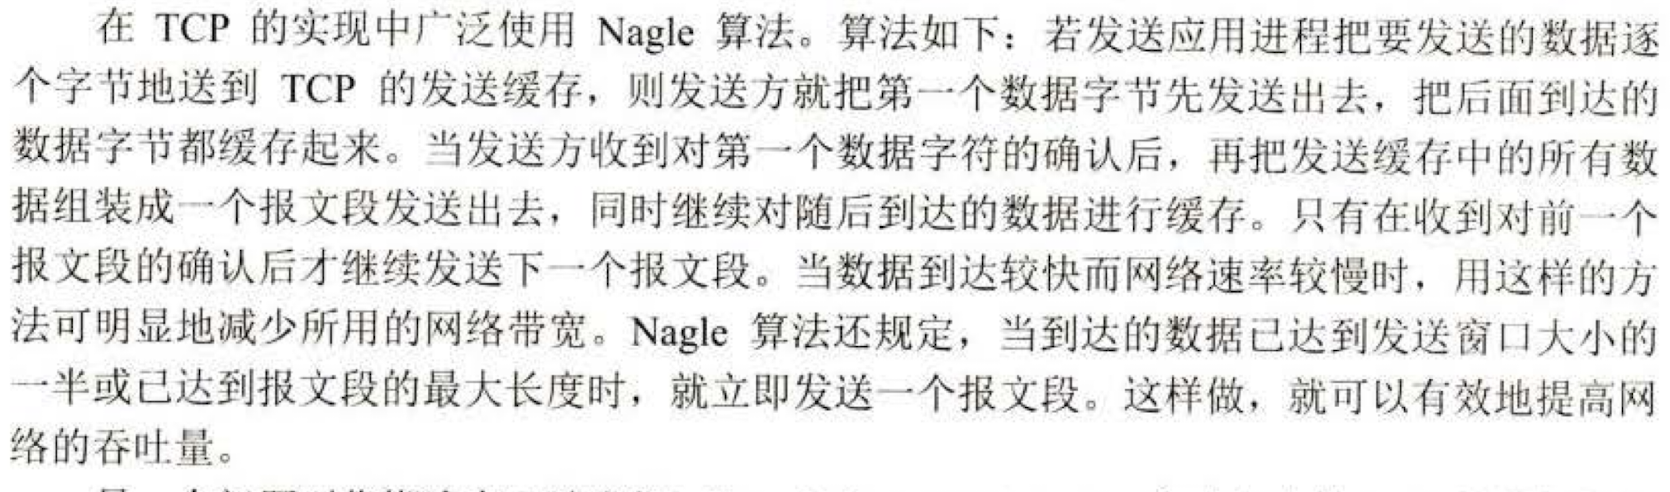 在 TCP 的实现中广泛使用 Nagle 算法。算法如下：若发送应用进程把要发送的数据逐
个字节地送到 TCP 的发送缓存，则发送方就把第一个数据字节先发送出去，把后面到达的
数据字节都缓存起来。当发送方收到对第一个数据字符的确认后，再把发送缓存中的所有数
据组装成一个报文段发送出去，同时继续对随后到达的数据进行缓存。只有在收到对前一个
报文段的确认后才继续发送下一个报文段。当数据到达较快而网络速率较慢时，用这样的方
法可明显地减少所用的网络带宽。Nagle 算法还规定，当到达的数据已达到发送窗口大小的
一半或已达到报文段的最大长度时，就立即发送一个报文段。这样做，就可以有效地提高网
络的吞吐量。